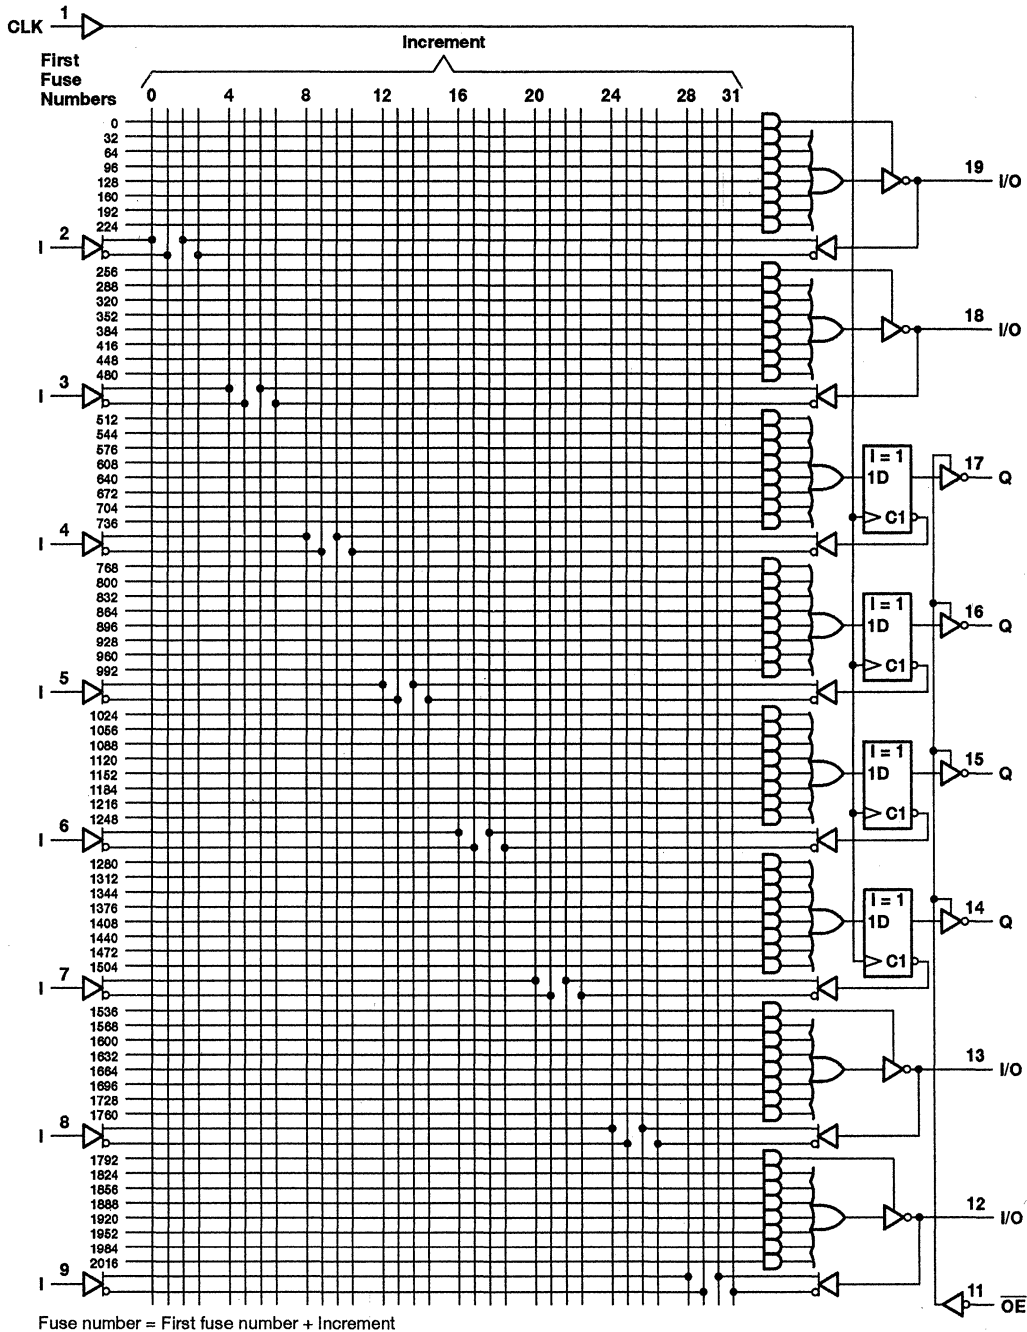 CLK 1
Increment
First
Fuse
Numbers
0 4 8 12 16 20 24 28 31
0
32
64
96
128
160
192
224
19 I/O
I 2
256
288
320
352
384
416
448
480
18 I/O
I 3
512
544
576
608
640
672
704
736
I = 1
1D
C1
17 Q
I 4
768
800
832
864
896
928
960
992
I = 1
1D
C1
16 Q
I 5
1024
1056
1088
1120
1152
1184
1216
1248
I = 1
1D
C1
15 Q
I 6
1280
1312
1344
1376
1408
1440
1472
1504
I = 1
1D
C1
14 Q
I 7
1536
1568
1600
1632
1664
1696
1728
1760
13 I/O
I 8
1792
1824
1856
1888
1920
1952
1984
2016
12 I/O
I 9
11 OE
Fuse number = First fuse number + Increment